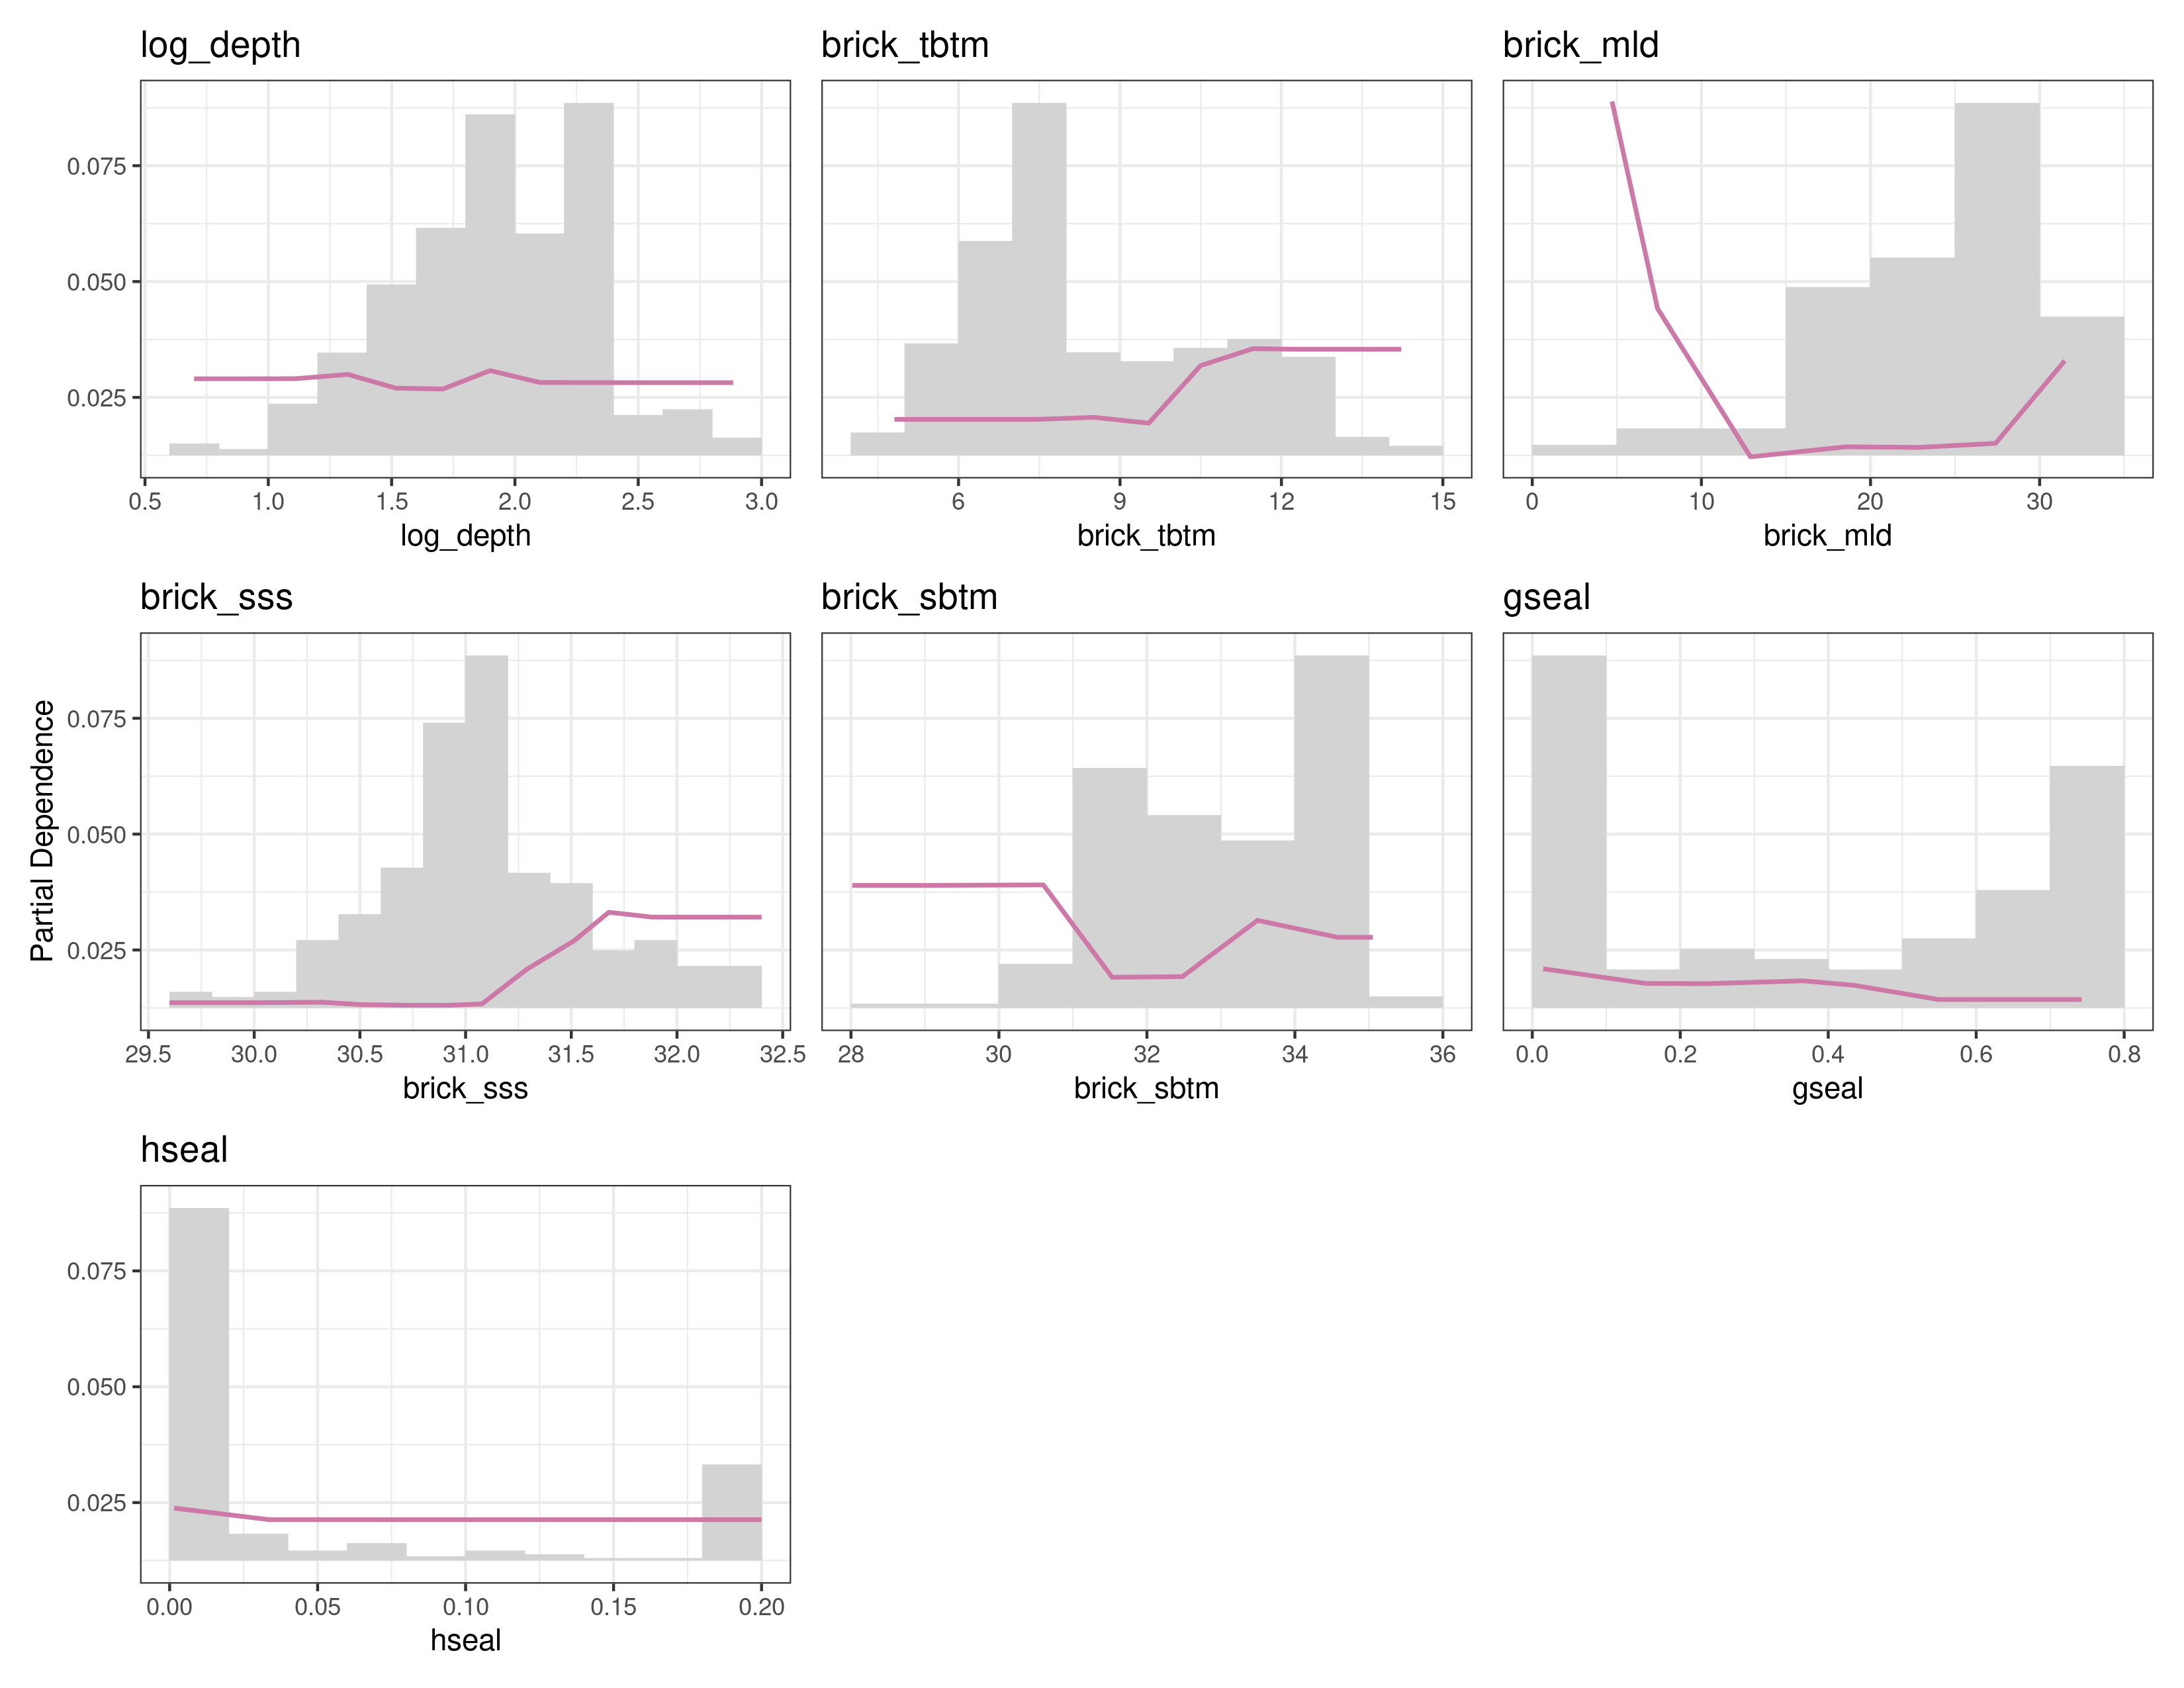 log_depth
brick_tbtm
brick_mld
0.075
0.050
0.025
0.5 1.0 1.5 2.0 2.5 3.0
6 9 12 15
0 10 20 30
log_depth
brick_tbtm
brick_mld
brick_sss
brick_sbtm
gseal
Partial Dependence
0.075
0.050
0.025
29.5 30.0 30.5 31.0 31.5 32.0 32.5
28 30 32 34 36
0.0 0.2 0.4 0.6 0.8
brick_sss
brick_sbtm
gseal
hseal
0.075
0.050
0.025
0.00 0.05 0.10 0.15 0.20
hseal